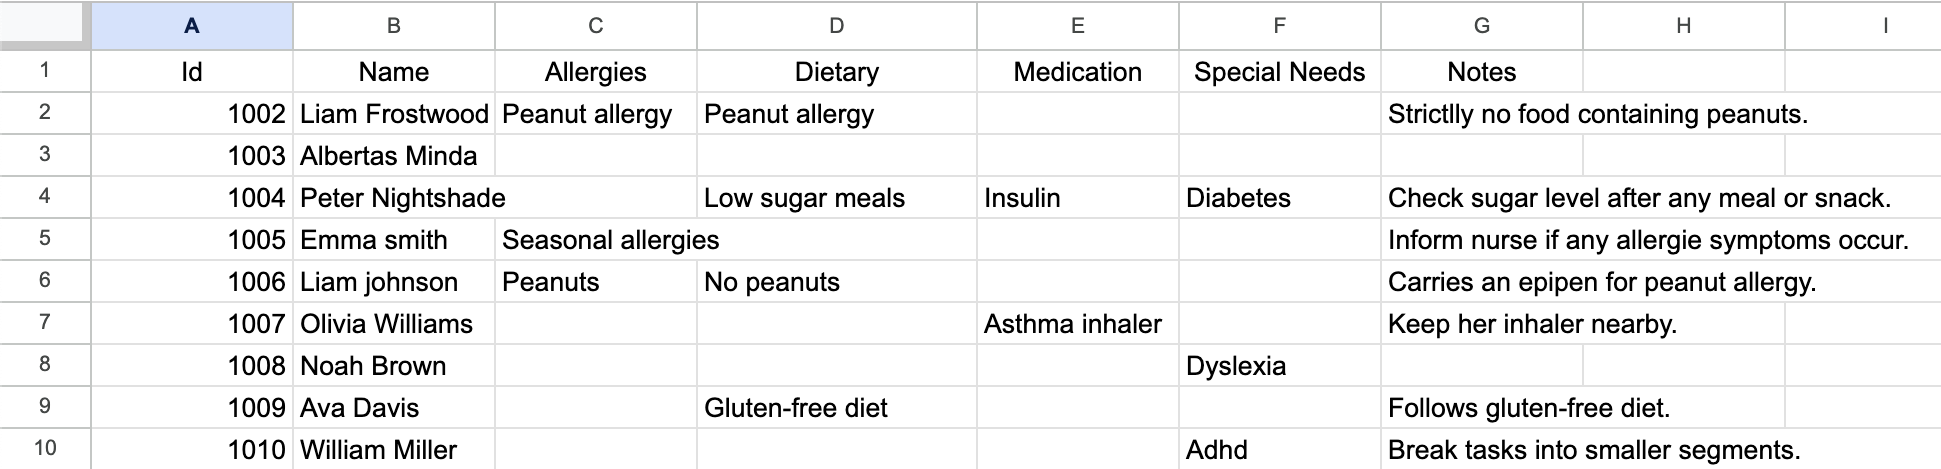 A B C D E F G H I
1 Id Name Allergies Dietary Medication Special Needs Notes
2 1002 Liam Frostwood Peanut allergy Peanut allergy Strictlly no food containing peanuts.
3 1003 Albertas Minda
4 1004 Peter Nightshade Low sugar meals Insulin Diabetes Check sugar level after any meal or snack.
5 1005 Emma smith Seasonal allergies Inform nurse if any allergie symptoms occur.
6 1006 Liam johnson Peanuts No peanuts Carries an epipen for peanut allergy.
7 1007 Olivia Williams Asthma inhaler Keep her inhaler nearby.
8 1008 Noah Brown Dyslexia
9 1009 Ava Davis Gluten-free diet Follows gluten-free diet.
10 1010 William Miller Adhd Break tasks into smaller segments.